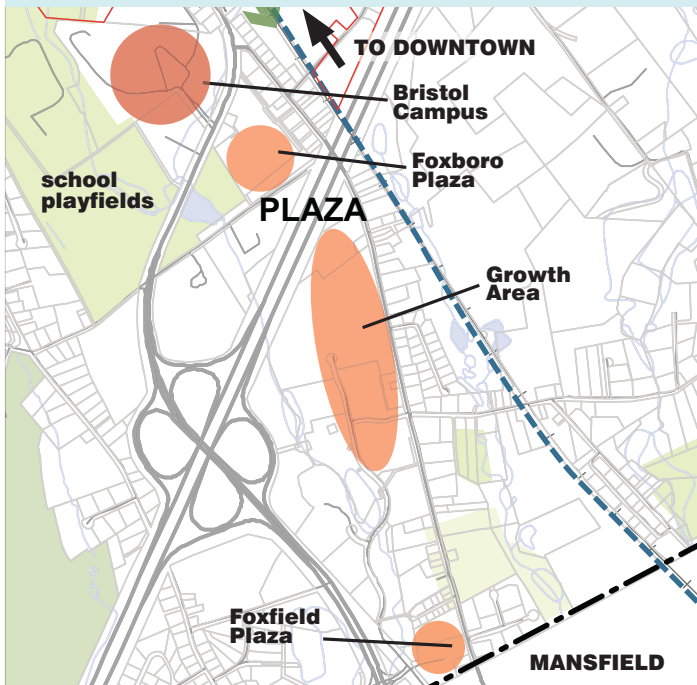 TO DOWNTOWN
Bristol
Campus
Foxboro
Plaza
school
playfields
PLAZA
Growth
Area
Foxfield
Plaza
MANSFIELD